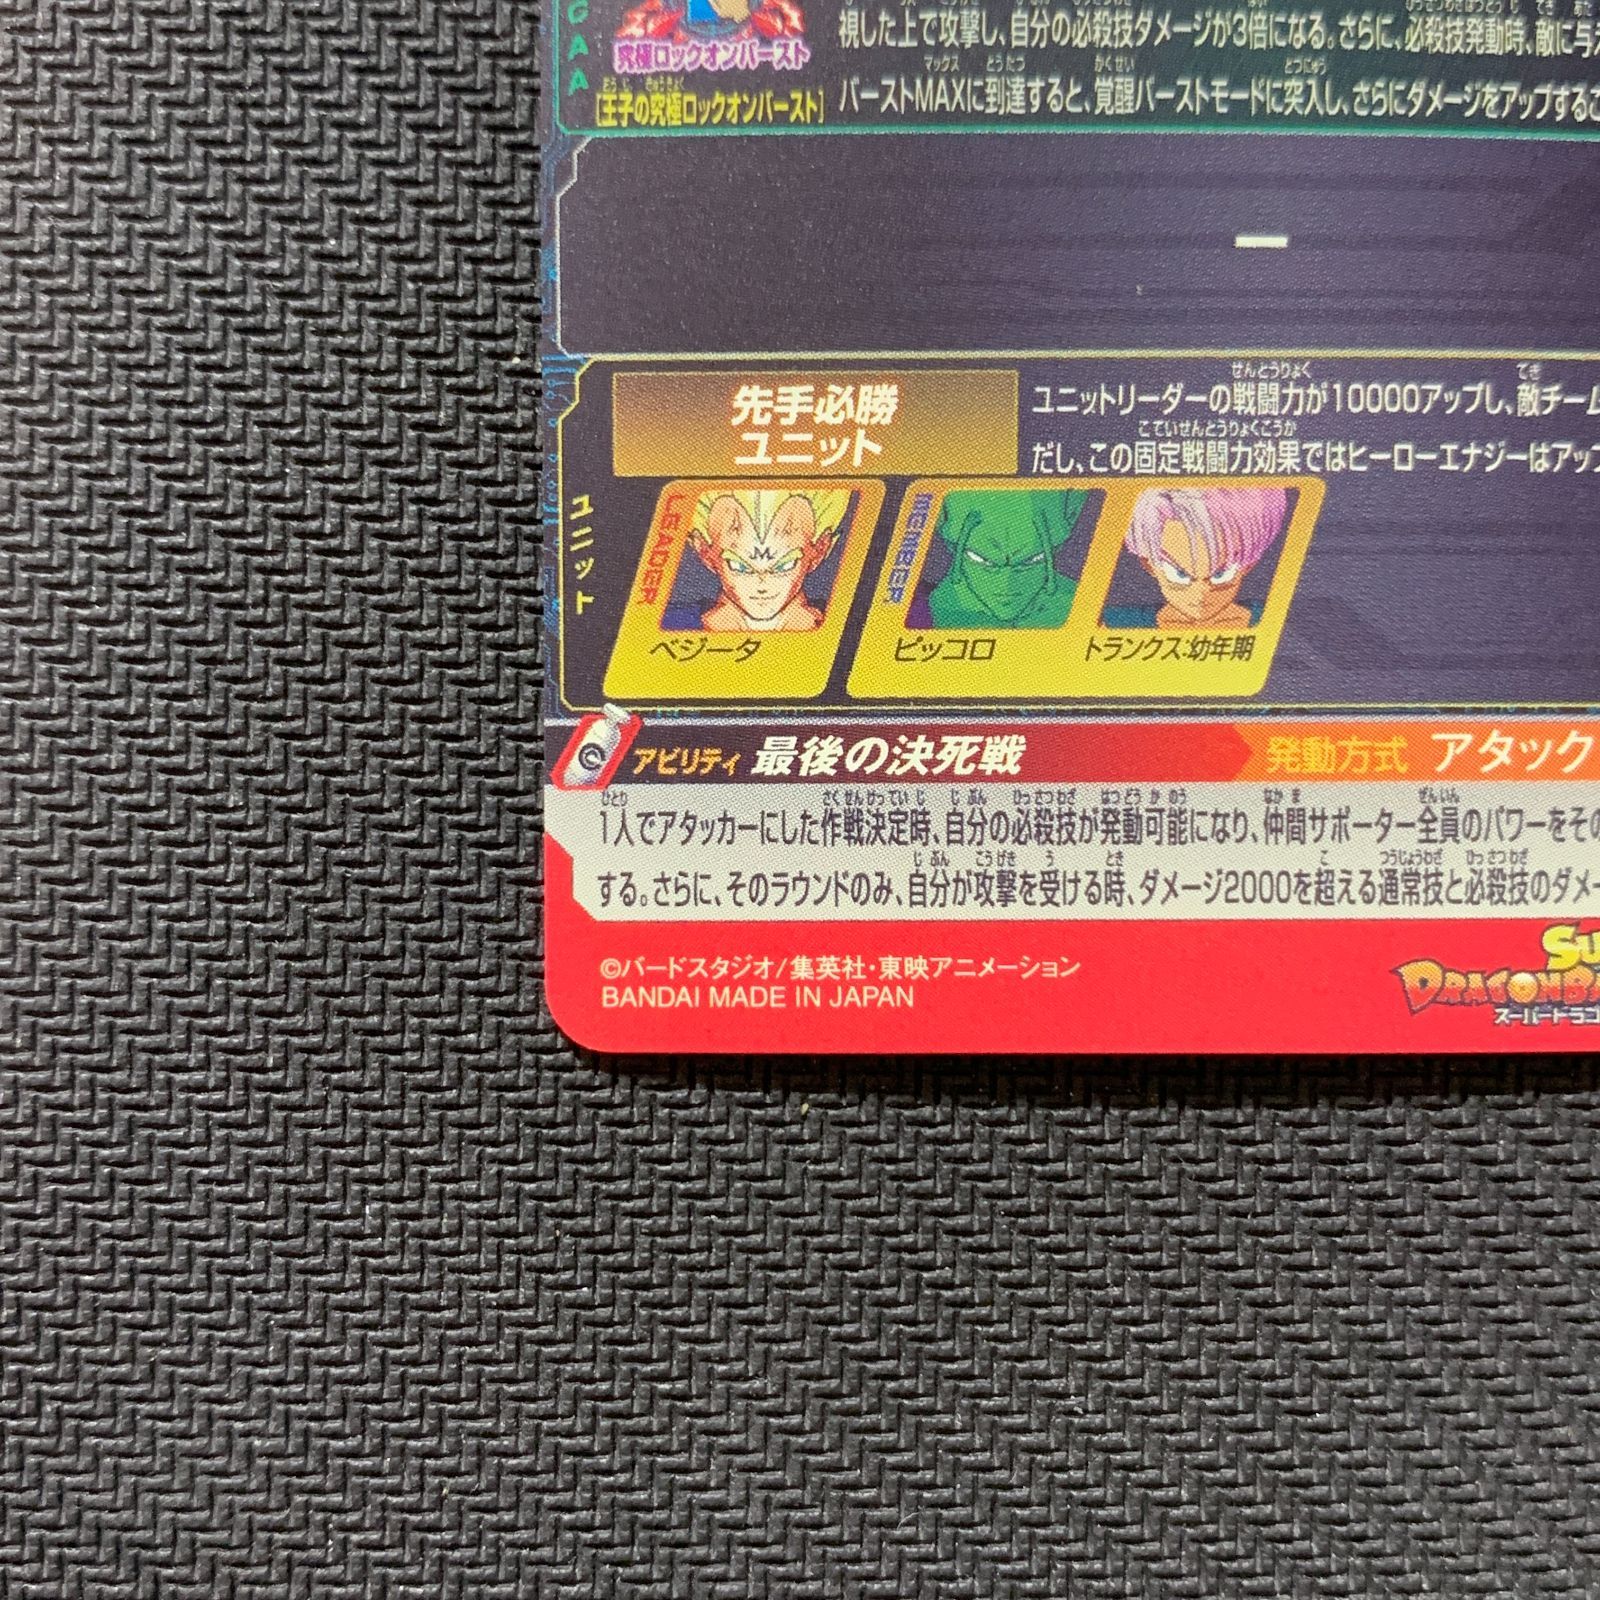 視した上で攻撃し、自分の必殺技ダメージが3倍になる。さらに、必殺技発動時、敵に与え
究極ロックオンバースト
[王子の究極ロックオンバースト]
バーストMAXに到達すると、覚醒バーストモードに突入し、さらにダメージをアップするこ
先手必勝
ユニット
ユニットリーダーの戦闘力が10000アップし、敵チーム
だし、この固定戦闘力効果ではヒーローエナジーはアップ
ユニット
LEADER
MEMBER
ベジータ
ピッコロ
トランクス:幼年期
アビリティ 最後の決死戦
発動方式 アタック
1人でアタッカーにした作戦決定時、自分の必殺技が発動可能になり、仲間サポーター全員のパワーをその
する。さらに、そのラウンドのみ、自分が攻撃を受ける時、ダメージ2000を超える通常技と必殺技のダメー
©バードスタジオ/集英社・東映アニメーション
BANDAI MADE IN JAPAN
SU
DRAGONBA
スーパードラゴ